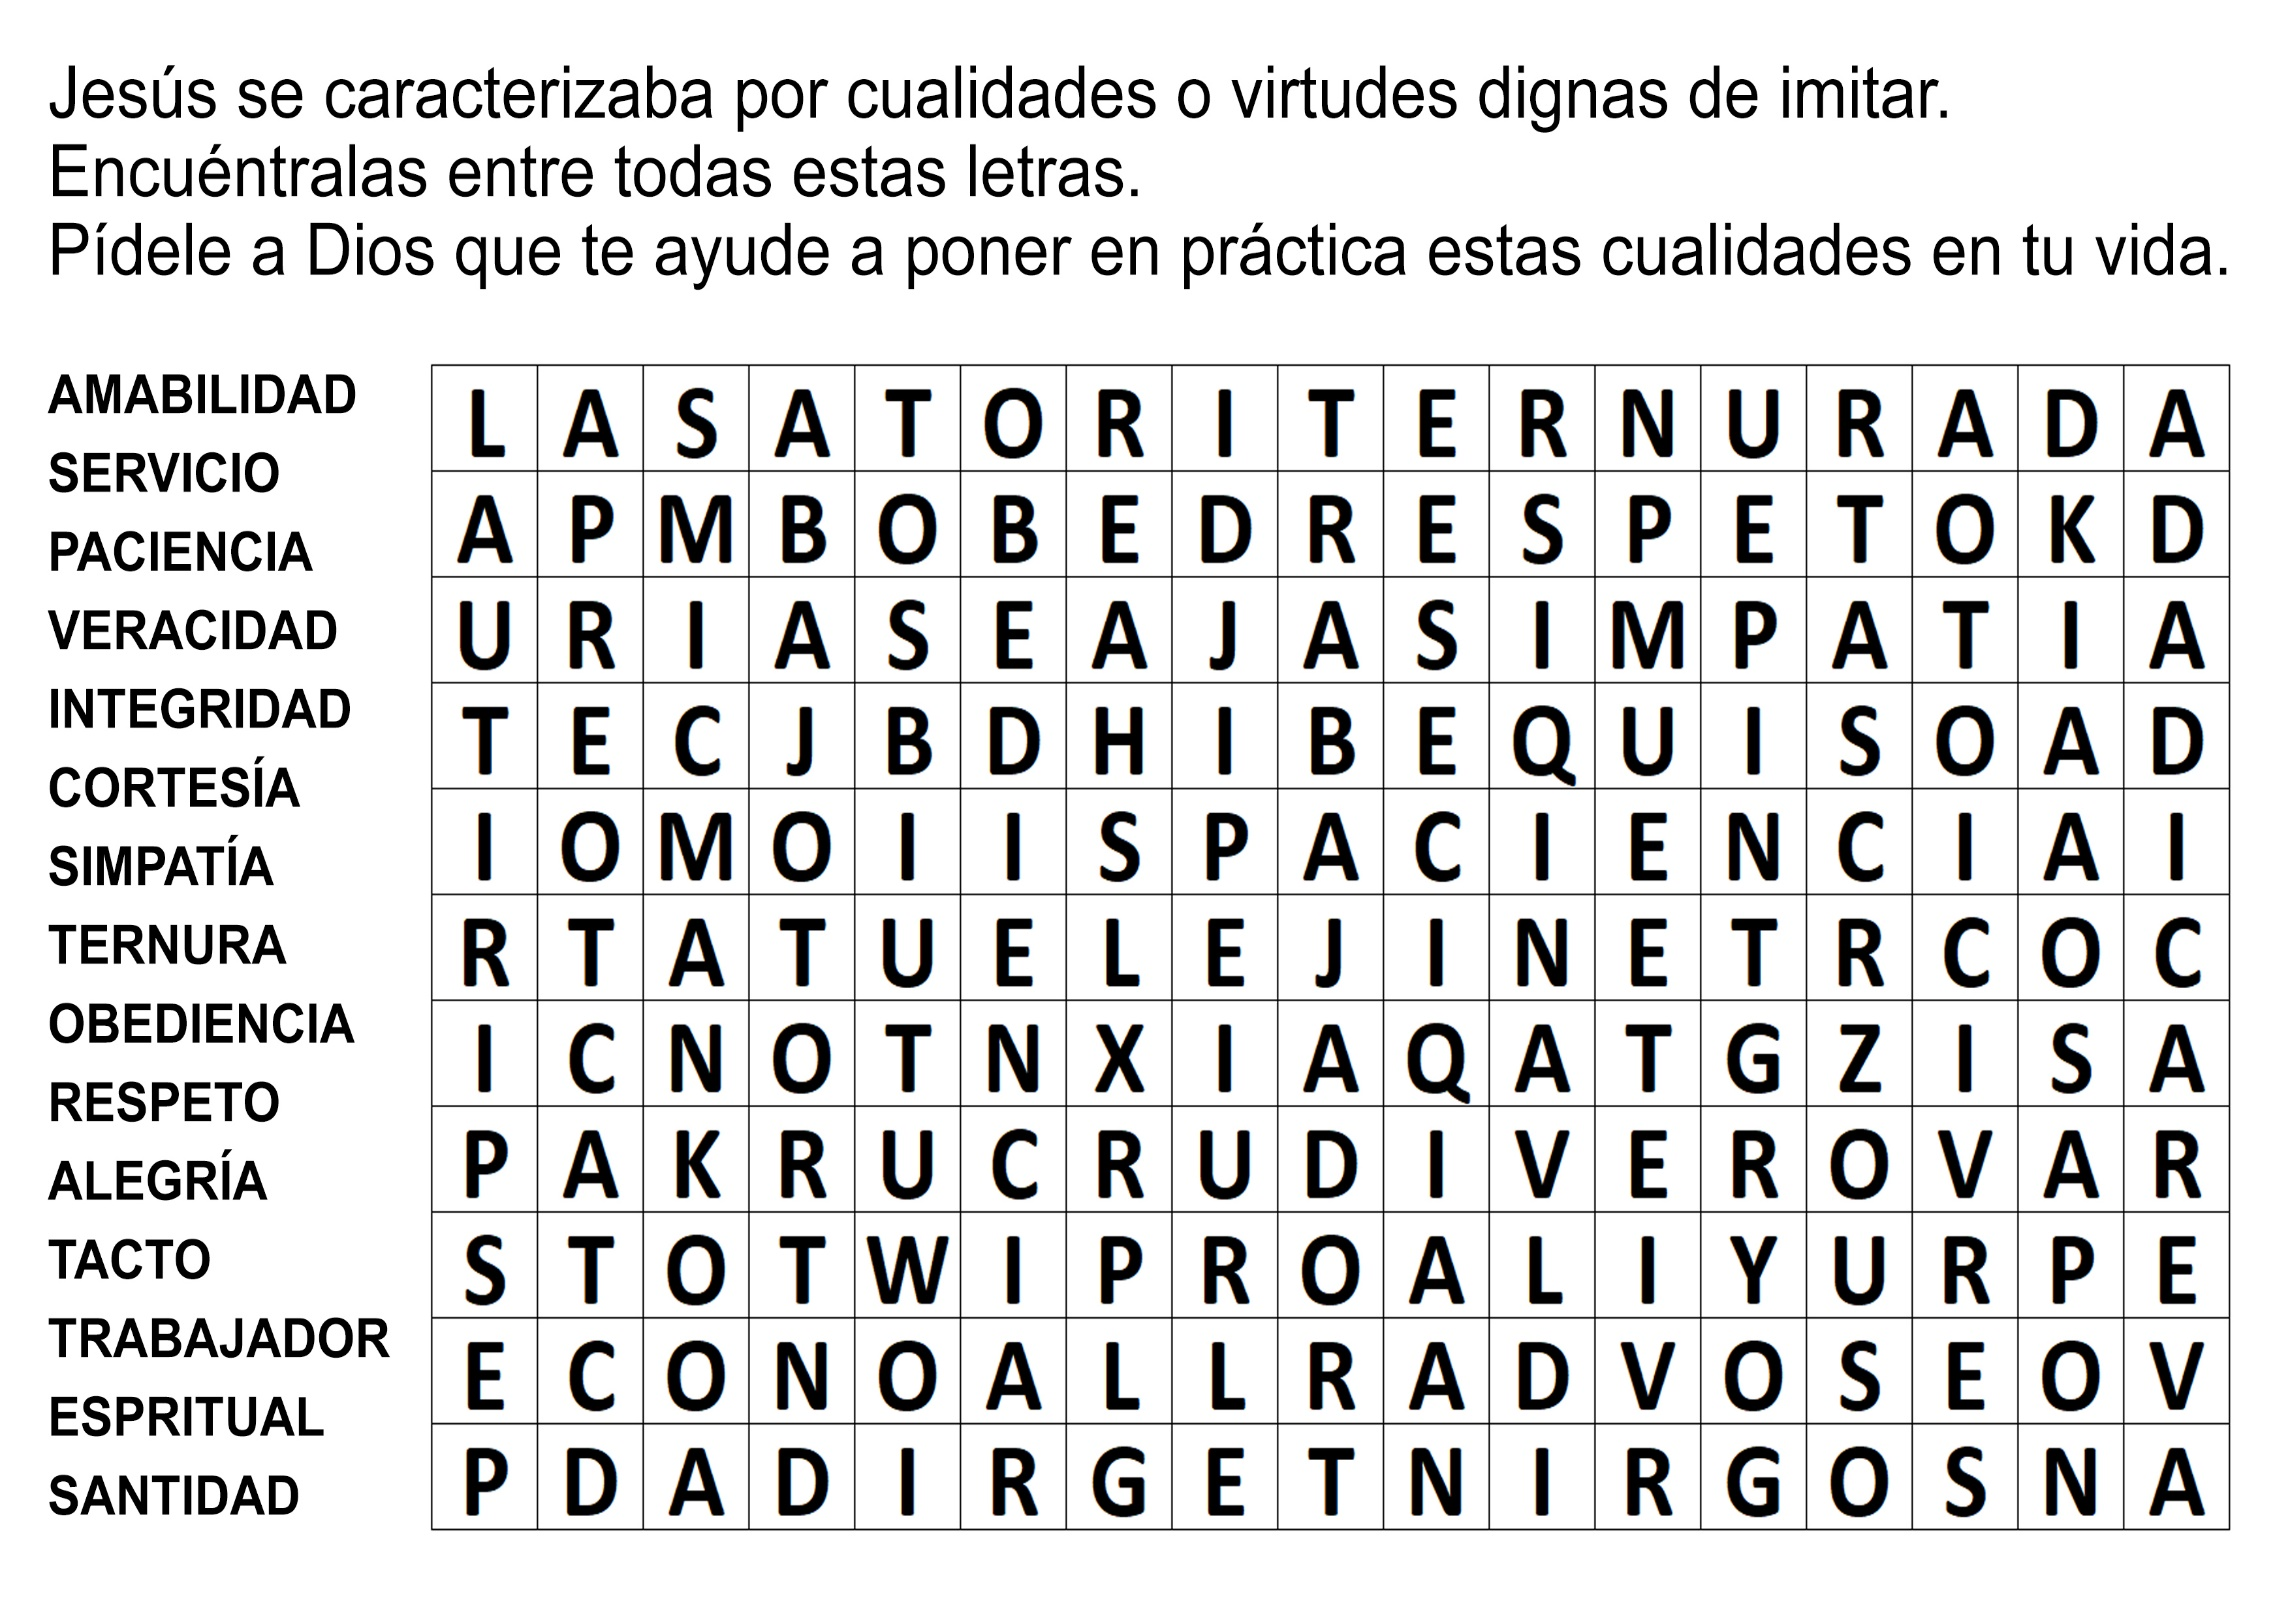 Jesús se caracterizaba por cualidades o virtudes dignas de imitar.
Encuéntralas entre todas estas letras.
Pídele a Dios que te ayude a poner en práctica estas cualidades en tu vida.
AMABILIDAD
SERVICIO
PACIENCIA
VERACIDAD
INTEGRIDAD
CORTESÍA
SIMPATÍA
TERNURA
OBEDIENCIA
RESPETO
ALEGRÍA
TACTO
TRABAJADOR
ESPRITUAL
SANTIDAD
L A S A T O R I T E R N U R A D A
A P M B O B E D R E S P E T O K D
U R I A S E A J A S I M P A T I A
T E C J B D H I B E Q U I S O A D
I O M O I I S P A C I E N C I A I
R T A T U E L E J I N E T R C O C
I C N O T N X I A Q A T G Z I S A
P A K R U C R U D I V E R O V A R
S T O T W I P R O A L I Y U R P E
E C O N O A L L R A D V O S E O V
P D A D I R G E T N I R G O S N A